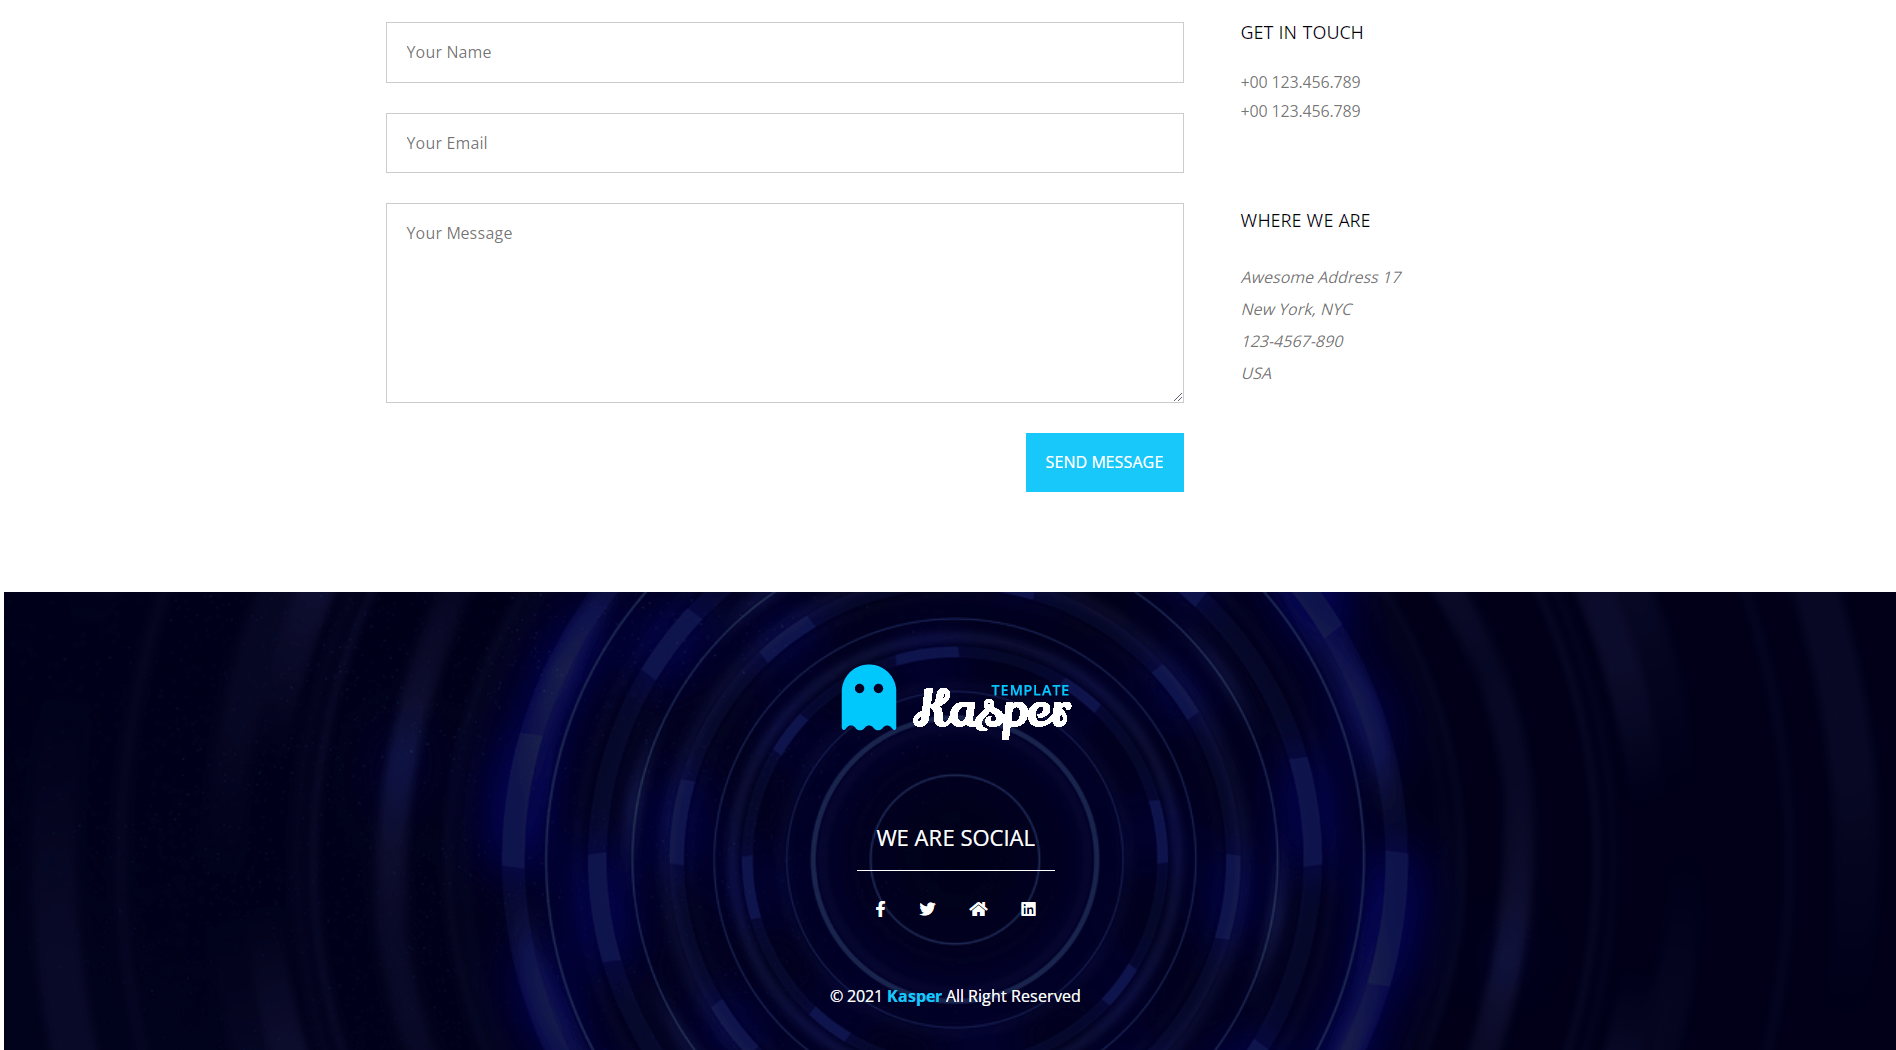 Your Name
Your Email
Your Message
SEND MESSAGE
GET IN TOUCH
+00 123.456.789
+00 123.456.789
WHERE WE ARE
Awesome Address 17
New York, NYC
123-4567-890
USA
TEMPLATE
Kasper
WE ARE SOCIAL
© 2021 Kasper All Right Reserved